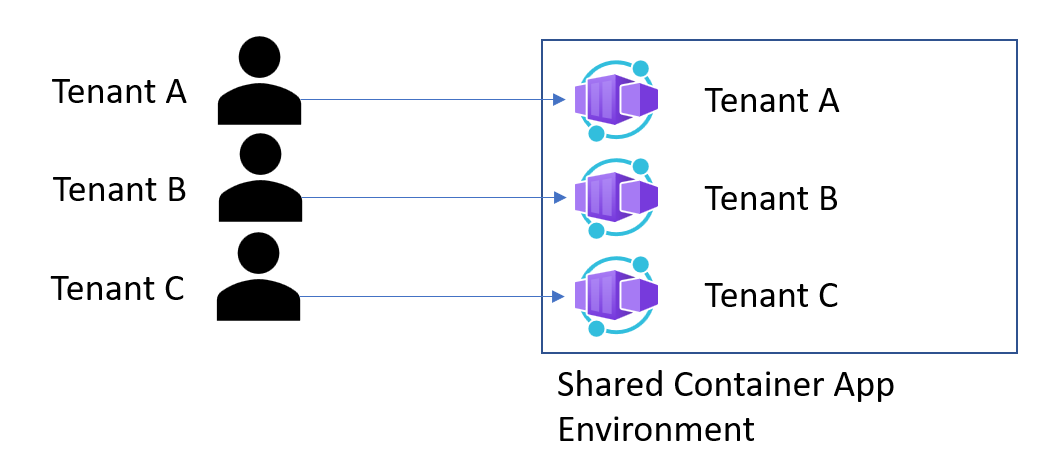 Tenant A
Tenant A
Tenant B
Tenant B
Tenant C
Tenant C
Shared Container App
Environment